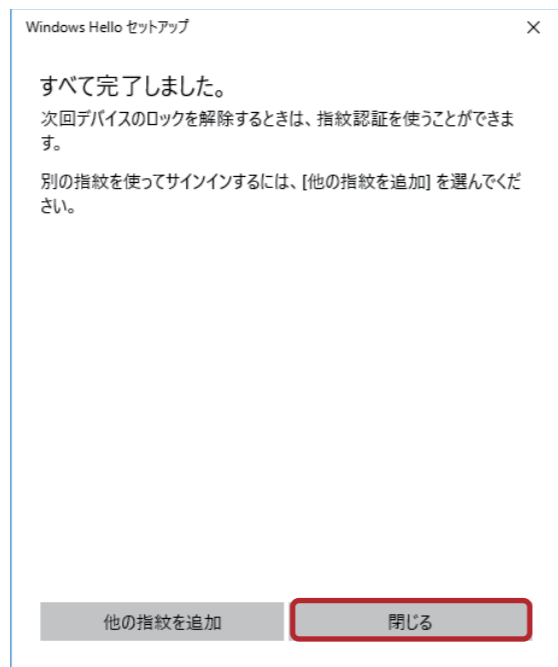 Windows Hello セットアップ
すべて完了しました。
次回デバイスのロックを解除するときは、指紋認証を使うことができま
す。
別の指紋を使ってサインインするには、[他の指紋を追加] を選んでくだ
さい。
他の指紋を追加
閉じる